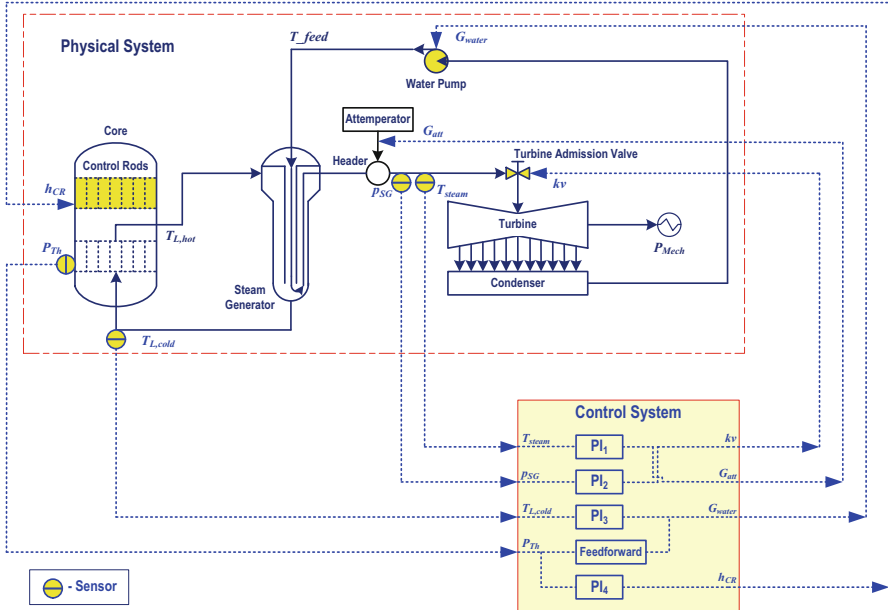 Physical System
T_feed
G_water
Water Pump
Attemperator
G_att
Core
Control Rods
Header
Turbine Admission Valve
h_CR
p_SG
T_steam
kv
T_L,hot
Turbine
P_Th
P_Mech
Steam
Generator
Condenser
T_L,cold
Control System
T_steam
PI_1
kv
p_SG
PI_2
G_att
T_L,cold
PI_3
G_water
P_Th
Feedforward
PI_4
h_CR
- Sensor